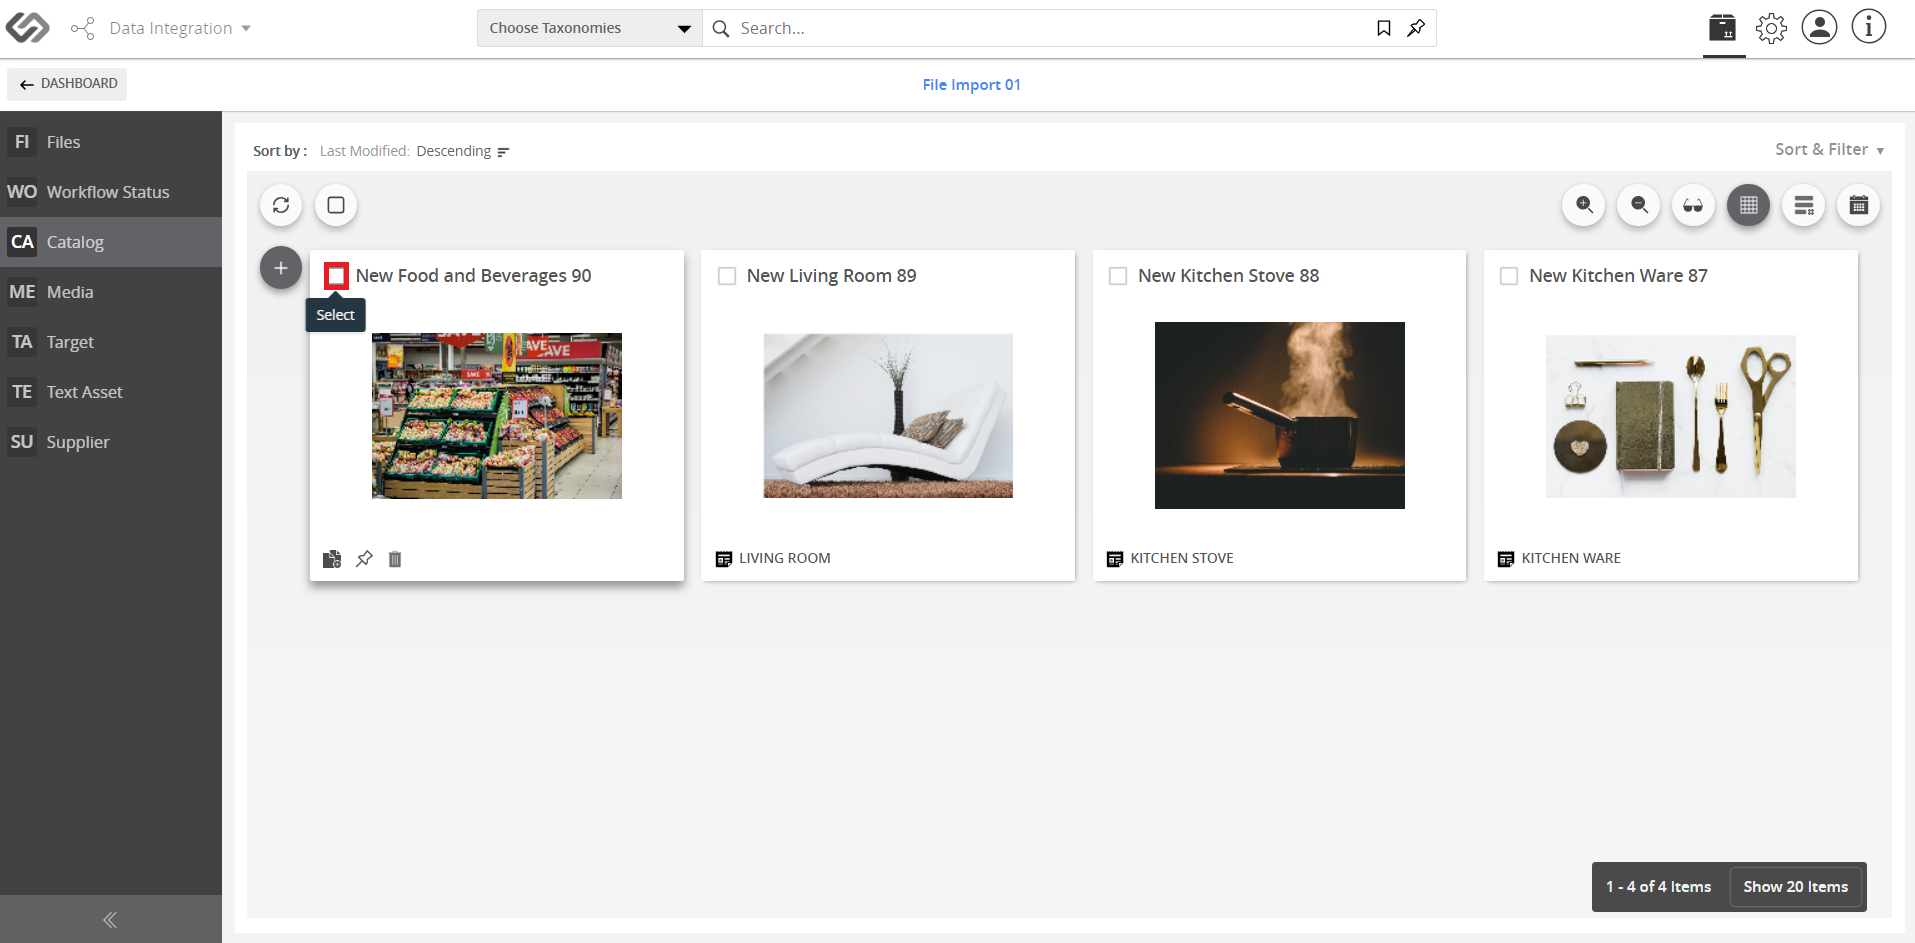 Data Integration
Choose Taxonomies
Search...
DASHBOARD
File Import 01
FI Files
WO Workflow Status
CA Catalog
ME Media
TA Target
TE Text Asset
SU Supplier
Sort by : Last Modified: Descending
Sort & Filter
New Food and Beverages 90
New Living Room 89
New Kitchen Stove 88
New Kitchen Ware 87
Select
SAVE
SAVE
LIVING ROOM
KITCHEN STOVE
KITCHEN WARE
1 - 4 of 4 Items
Show 20 Items